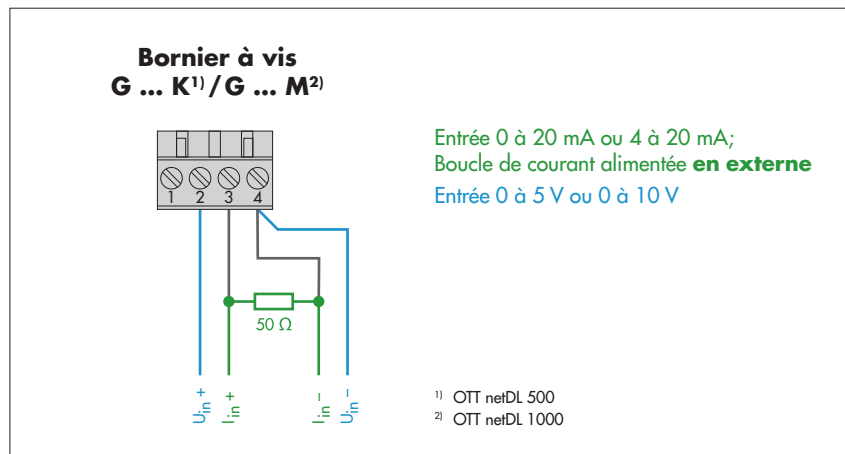 Bornier à vis
G ... K¹⁾/G ... M²⁾
Entrée 0 à 20 mA ou 4 à 20 mA;
Boucle de courant alimentée en externe
Entrée 0 à 5 V ou 0 à 10 V
1 2 3 4
50 Ω
Uin + Iin + Iin – Uin –
¹⁾ OTT netDL 500
²⁾ OTT netDL 1000